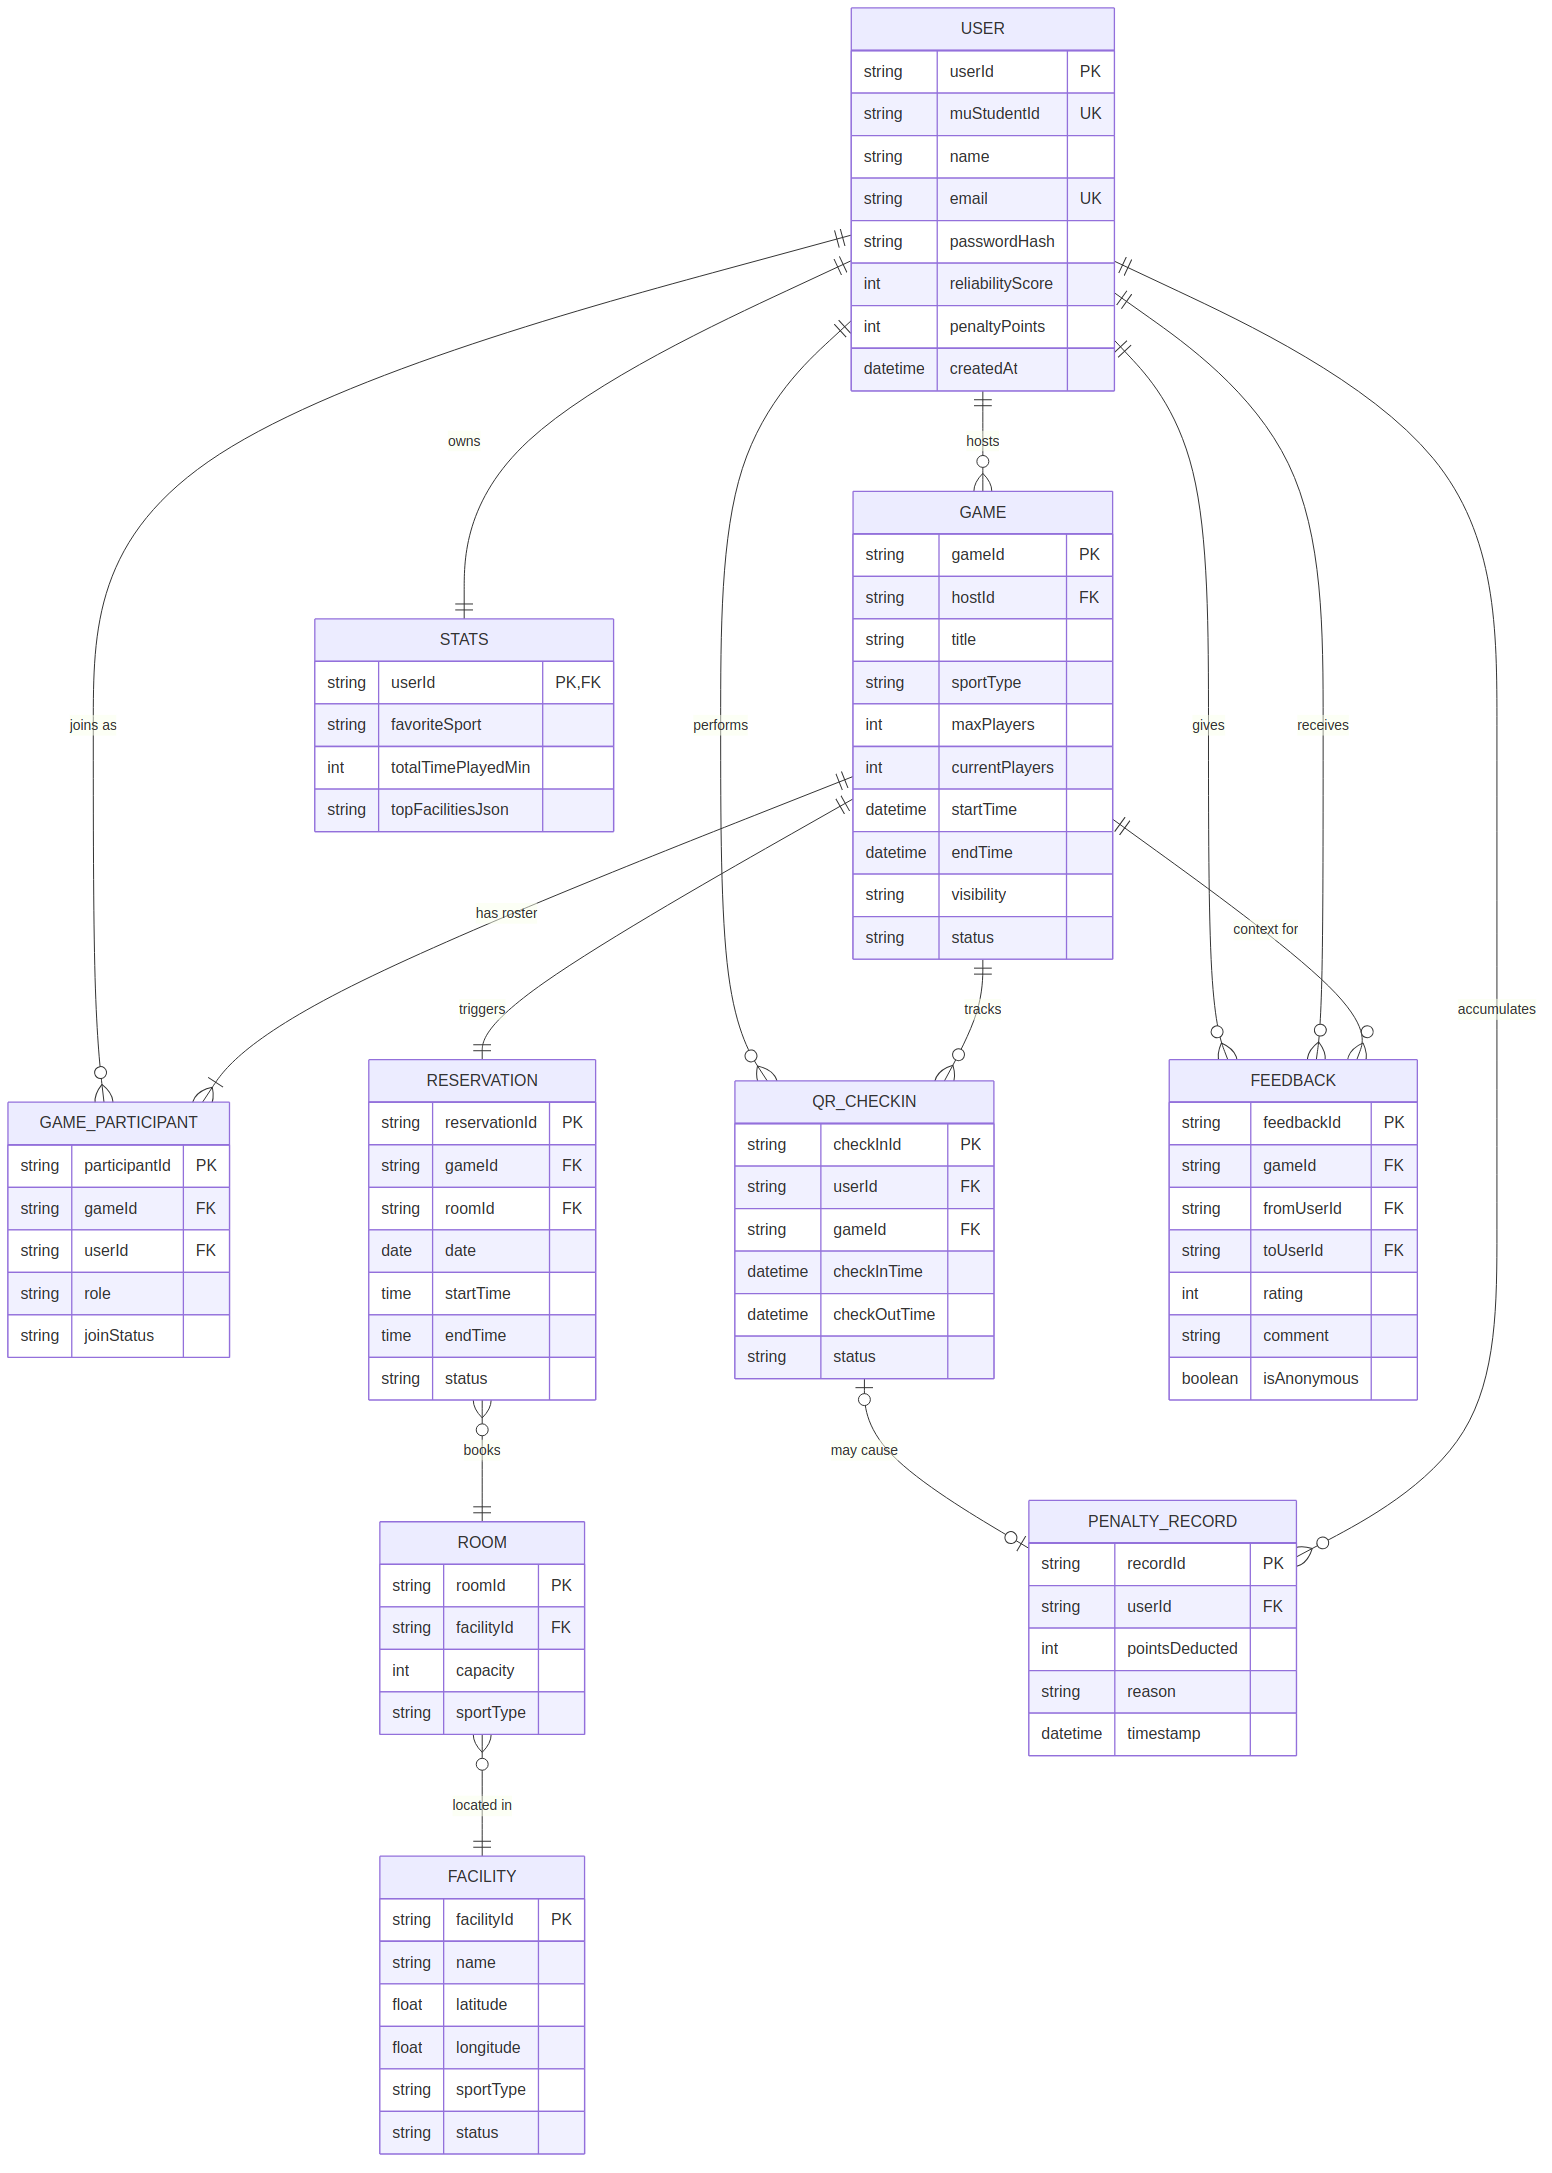 USER
string userId PK
string muStudentId UK
string name
string email UK
string passwordHash
int reliabilityScore
int penaltyPoints
datetime createdAt
owns
hosts
GAME
string gameId PK
string hostId FK
string title
string sportType
int maxPlayers
int currentPlayers
datetime startTime
datetime endTime
string visibility
string status
STATS
string userId PK,FK
string favoriteSport
int totalTimePlayedMin
string topFacilitiesJson
joins as
performs
gives
receives
has roster
context for
triggers
tracks
accumulates
GAME_PARTICIPANT
string participantId PK
string gameId FK
string userId FK
string role
string joinStatus
RESERVATION
string reservationId PK
string gameId FK
string roomId FK
date date
time startTime
time endTime
string status
QR_CHECKIN
string checkInId PK
string userId FK
string gameId FK
datetime checkInTime
datetime checkOutTime
string status
FEEDBACK
string feedbackId PK
string gameId FK
string fromUserId FK
string toUserId FK
int rating
string comment
boolean isAnonymous
books
may cause
ROOM
string roomId PK
string facilityId FK
int capacity
string sportType
PENALTY_RECORD
string recordId PK
string userId FK
int pointsDeducted
string reason
datetime timestamp
located in
FACILITY
string facilityId PK
string name
float latitude
float longitude
string sportType
string status